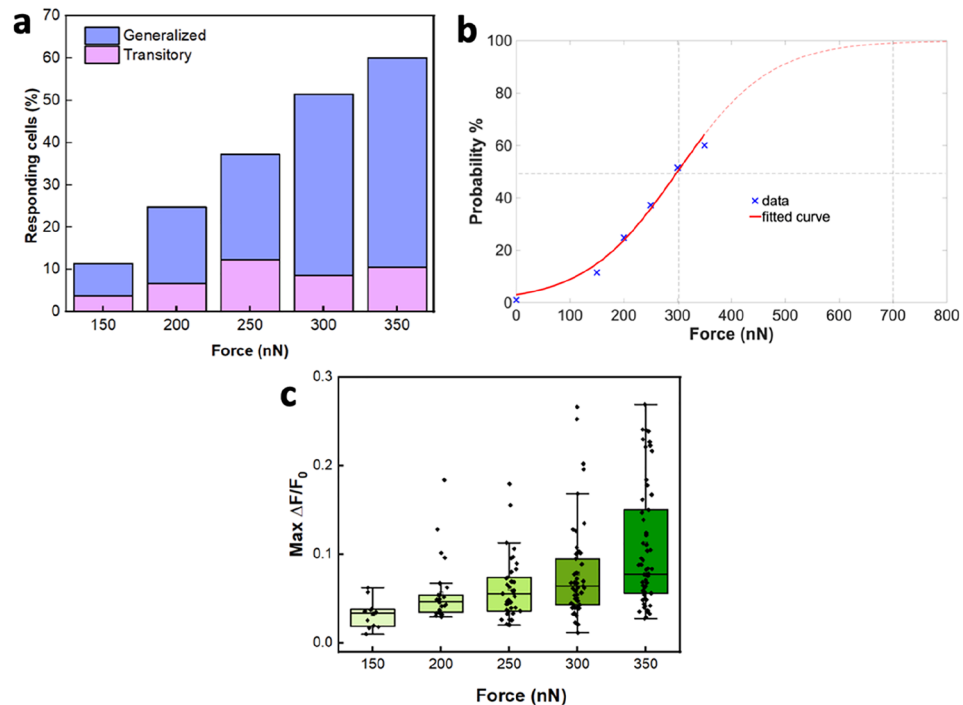 a
70
60
50
40
30
20
10
0
Generalized
Transitory
Responding cells (%)
150 200 250 300 350
Force (nN)
b
100
80
60
40
20
0
Probability %
data
fitted curve
0 100 200 300 400 500 600 700 800
Force (nN)
c
0.3
0.2
0.1
0.0
Max ΔF/F₀
150 200 250 300 350
Force (nN)